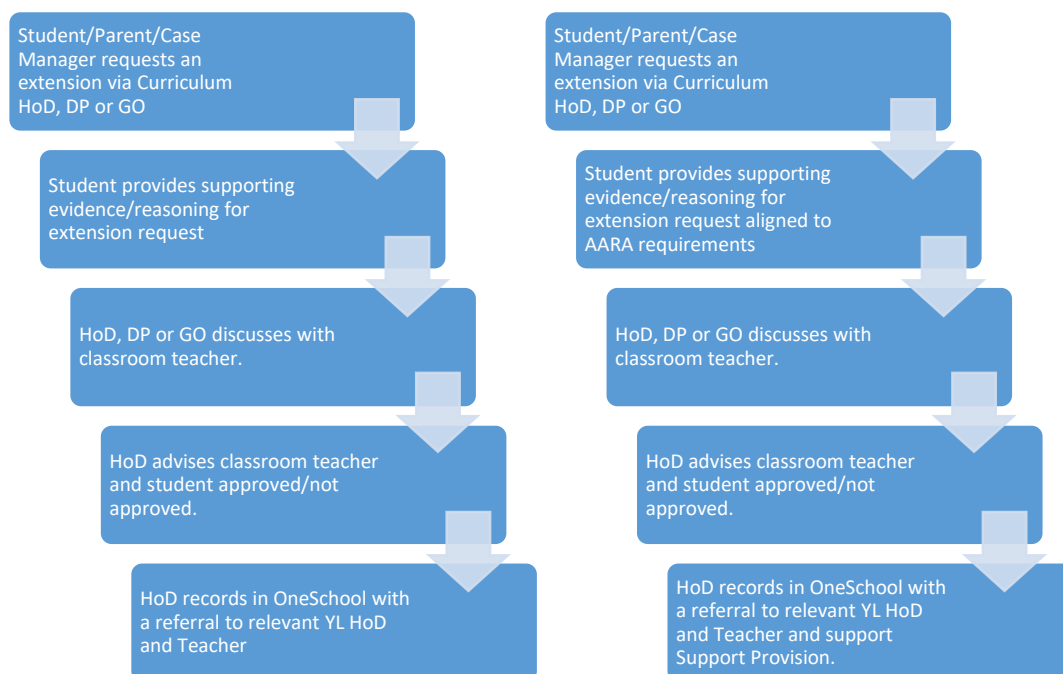 Student/Parent/Case
Manager requests an
extension via Curriculum
HoD, DP or GO
Student provides supporting
evidence/reasoning for
extension request
HoD, DP or GO discusses with
classroom teacher.
HoD advises classroom teacher
and student approved/not
approved.
HoD records in OneSchool with
a referral to relevant YL HoD
and Teacher
Student/Parent/Case
Manager requests an
extension via Curriculum
HoD, DP or GO
Student provides supporting
evidence/reasoning for
extension request aligned to
AARA requirements
HoD, DP or GO discusses with
classroom teacher.
HoD advises classroom teacher
and student approved/not
approved.
HoD records in OneSchool with
a referral to relevant YL HoD
and Teacher and support
Support Provision.